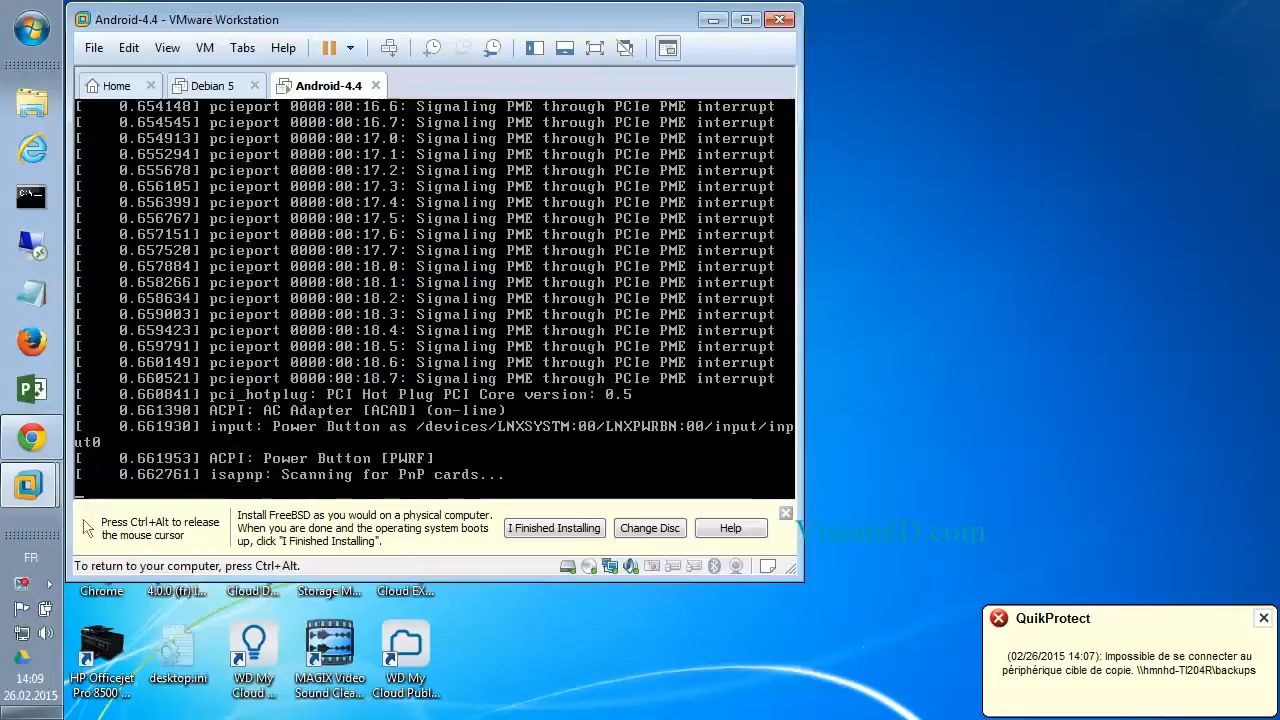 Android-4.4 - VMware Workstation
File Edit View VM Tabs Help
Home Debian 5 Android-4.4
[ 0.654148] pcieport 0000:00:16.6: Signaling PME through PCIe PME interrupt
[ 0.654545] pcieport 0000:00:16.7: Signaling PME through PCIe PME interrupt
[ 0.654913] pcieport 0000:00:17.0: Signaling PME through PCIe PME interrupt
[ 0.655294] pcieport 0000:00:17.1: Signaling PME through PCIe PME interrupt
[ 0.655678] pcieport 0000:00:17.2: Signaling PME through PCIe PME interrupt
[ 0.656105] pcieport 0000:00:17.3: Signaling PME through PCIe PME interrupt
[ 0.656399] pcieport 0000:00:17.4: Signaling PME through PCIe PME interrupt
[ 0.656767] pcieport 0000:00:17.5: Signaling PME through PCIe PME interrupt
[ 0.657151] pcieport 0000:00:17.6: Signaling PME through PCIe PME interrupt
[ 0.657520] pcieport 0000:00:17.7: Signaling PME through PCIe PME interrupt
[ 0.657884] pcieport 0000:00:18.0: Signaling PME through PCIe PME interrupt
[ 0.658266] pcieport 0000:00:18.1: Signaling PME through PCIe PME interrupt
[ 0.658634] pcieport 0000:00:18.2: Signaling PME through PCIe PME interrupt
[ 0.659003] pcieport 0000:00:18.3: Signaling PME through PCIe PME interrupt
[ 0.659423] pcieport 0000:00:18.4: Signaling PME through PCIe PME interrupt
[ 0.659791] pcieport 0000:00:18.5: Signaling PME through PCIe PME interrupt
[ 0.660149] pcieport 0000:00:18.6: Signaling PME through PCIe PME interrupt
[ 0.660521] pcieport 0000:00:18.7: Signaling PME through PCIe PME interrupt
[ 0.660841] pci_hotplug: PCI Hot Plug PCI Core version: 0.5
[ 0.661390] ACPI: AC Adapter [ACAD] (on-line)
[ 0.661930] input: Power Button as /devices/LNXSYSTM:00/LNXPWRBN:00/input/inp
ut0
[ 0.661953] ACPI: Power Button [PWRF]
[ 0.662761] isapnp: Scanning for PnP cards...
Press Ctrl+Alt to release
the mouse cursor
Install FreeBSD as you would on a physical computer.
When you are done and the operating system boots
up, click "I Finished Installing".
I Finished Installing Change Disc Help
To return to your computer, press Ctrl+Alt.
Vision6D.com
Chrome 4.0.0 (fr) I... Cloud D... Storage M... Cloud EX...
HP Officejet
Pro 8500 ...
desktop.ini
WD My
Cloud ...
MAGIX Video
Sound Clea...
WD My
Cloud Publ...
QuikProtect
(02/26/2015 14:07): Impossible de se connecter au
périphérique cible de copie. \\hmnhd-TI204R\backups
C:\
FR
14:09
26.02.2015